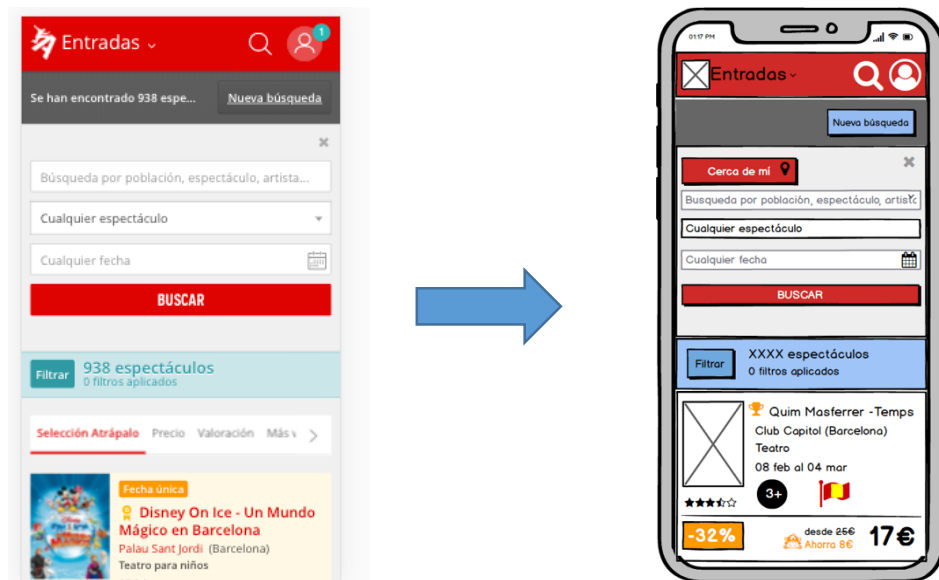 Entradas
1
Se han encontrado 938 espe...
Nueva búsqueda
Búsqueda por población, espectáculo, artista...
Cualquier espectáculo
Cualquier fecha
BUSCAR
Filtrar
938 espectáculos
0 filtros aplicados
Selección Atrápalo Precio Valoración Más v
Fecha única
Disney On Ice - Un Mundo
Mágico en Barcelona
Palau Sant Jordi (Barcelona)
Teatro para niños
01:17 PM
Entradas
Nueva búsqueda
Cerca de mí
Busqueda por población, espectáculo, artistc
Cualquier espectáculo
Cualquier fecha
BUSCAR
Filtrar
XXXX espectáculos
0 filtros aplicados
Quim Masferrer -Temps
Club Capitol (Barcelona)
Teatro
08 feb al 04 mar
3+
-32%
desde 25€
Ahorra 8€
17€